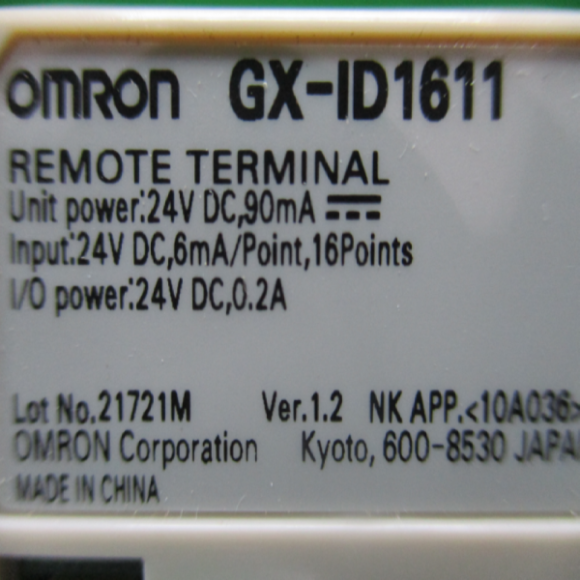 OMRON GX-ID1611
REMOTE TERMINAL
Unit power:24V DC,90mA
Input:24V DC,6mA/Point,16Points
I/O power:24V DC,0.2A
Lot No.21721M Ver.1.2 NK APP.<10A036>
OMRON Corporation Kyoto, 600-8530 JAPA
MADE IN CHINA